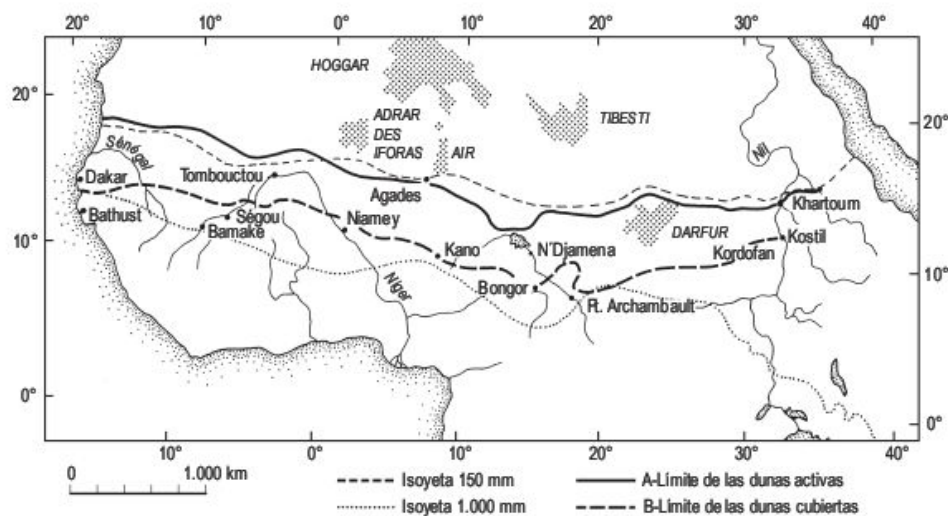 20° 10° 0° 10° 20° 30° 40°
HOGGAR
20°
ADRAR
DES
IFORAS
AIR
TIBESTI
20°
Sénégal
Nil
Tombouctou
Dakar
Agades
Khartoum
Bathust
Ségou
Bamake
Niamey
10°
Kano
N'Djamena
DARFUR
Kordofan
Kostil
10°
Niger
Bongor
Rt. Archambault
0°
0°
10° 0° 10° 20° 30° 40°
0 1.000 km
Isoyeta 150 mm
A-Límite de las dunas activas
Isoyeta 1.000 mm
B-Límite de las dunas cubiertas